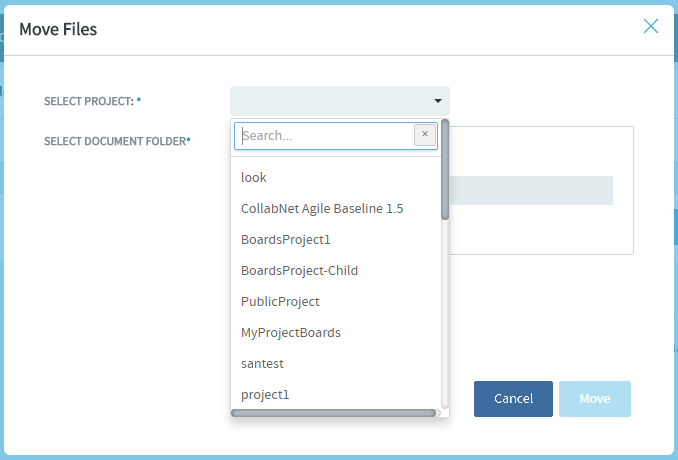 Move Files
SELECT PROJECT: *
Search...
SELECT DOCUMENT FOLDER*
look
CollabNet Agile Baseline 1.5
BoardsProject1
BoardsProject-Child
PublicProject
MyProjectBoards
santest
project1
Cancel
Move